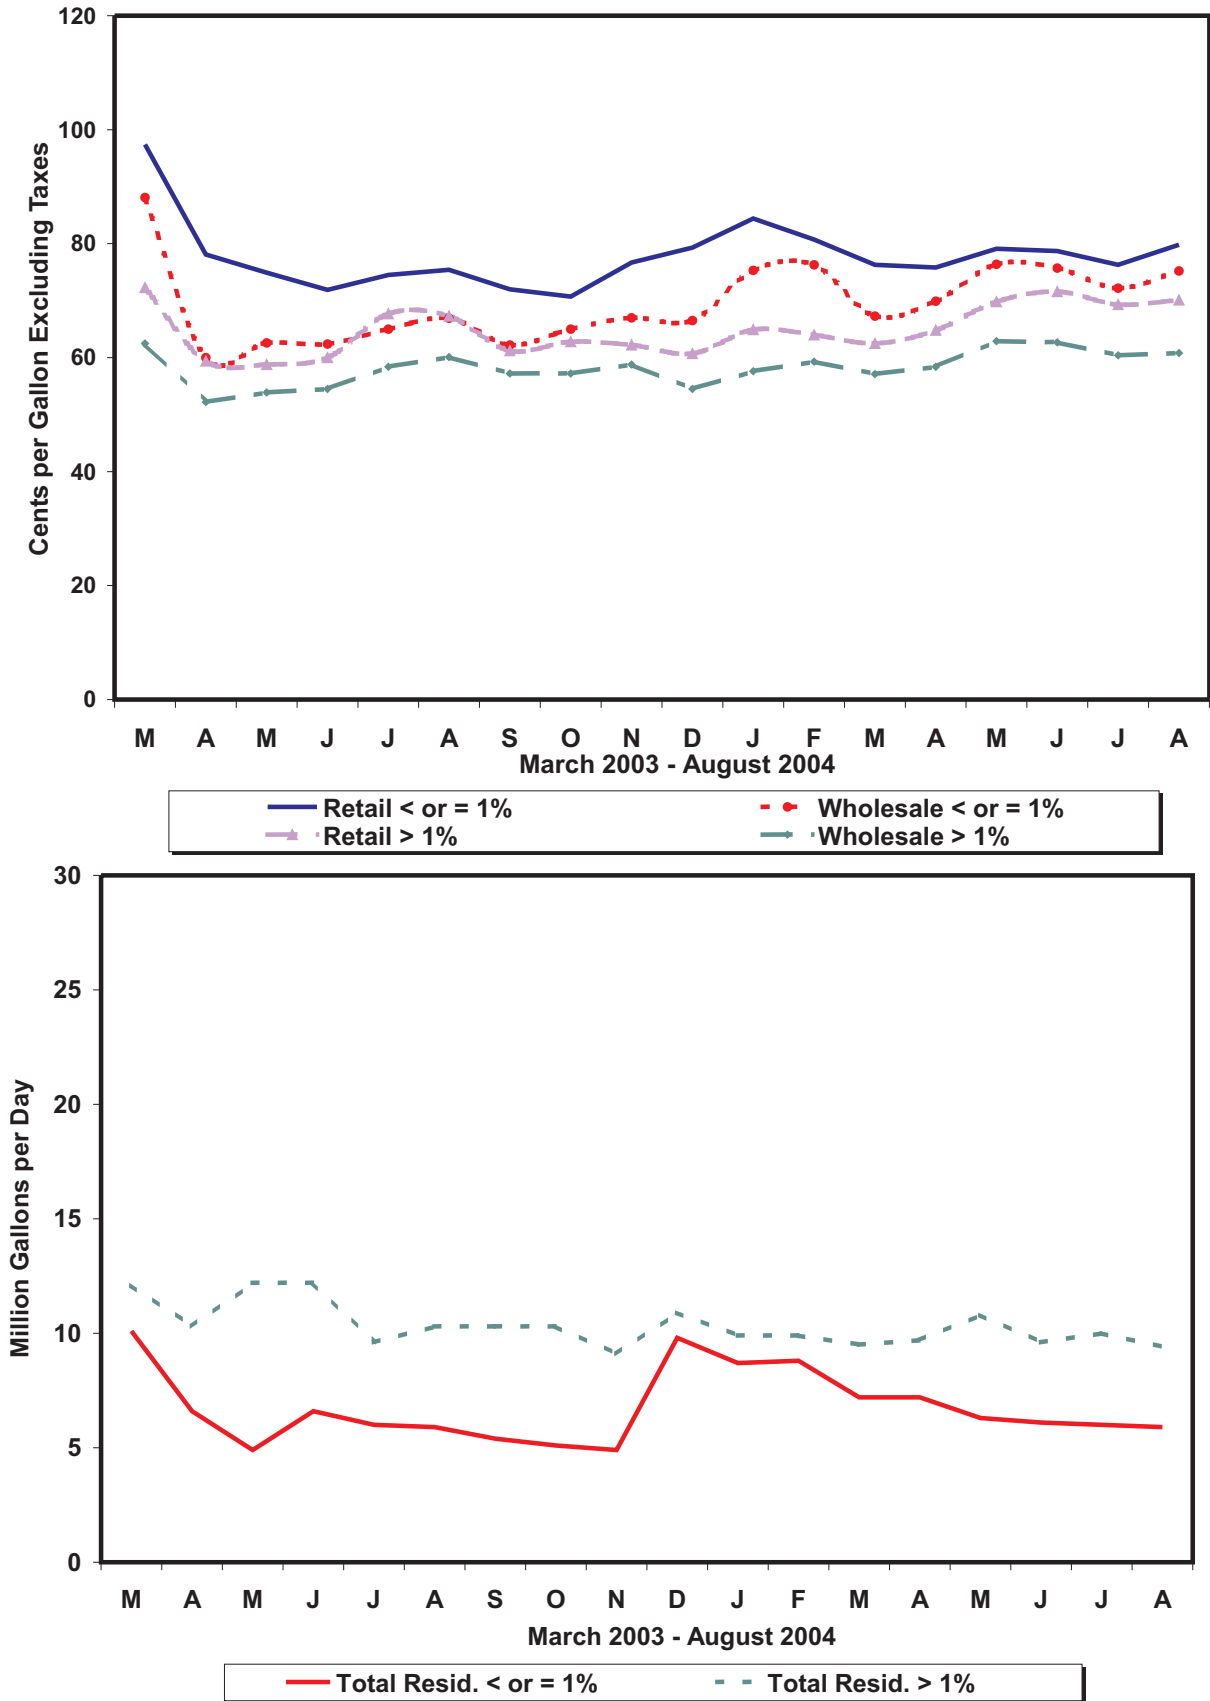 120
100
80
60
40
20
0
Cents per Gallon Excluding Taxes
M A M J J A S O N D J F M A M J J A
March 2003 - August 2004
Retail < or = 1% Wholesale < or = 1%
Retail > 1% Wholesale > 1%
30
25
20
15
10
5
0
Million Gallons per Day
M A M J J A S O N D J F M A M J J A
March 2003 - August 2004
Total Resid. < or = 1% Total Resid. > 1%